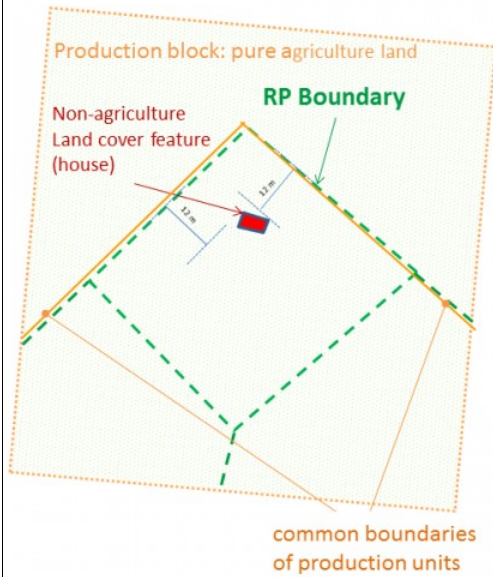 Production block: pure agriculture land
RP Boundary
Non-agriculture
Land cover feature
(house)
12 m
12 m
common boundaries
of production units